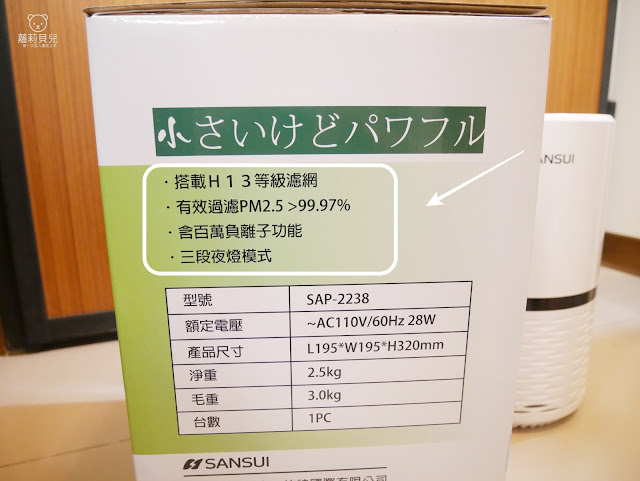 蘿莉貝兒
小さいけどパワフル
・搭載H13等級濾網
・有效過濾PM2.5 >99.97%
・含百萬負離子功能
・三段夜燈模式
型號 SAP-2238
額定電壓 ~AC110V/60Hz 28W
產品尺寸 L195*W195*H320mm
淨重 2.5kg
毛重 3.0kg
台數 1PC
SANSUI
ANSUI